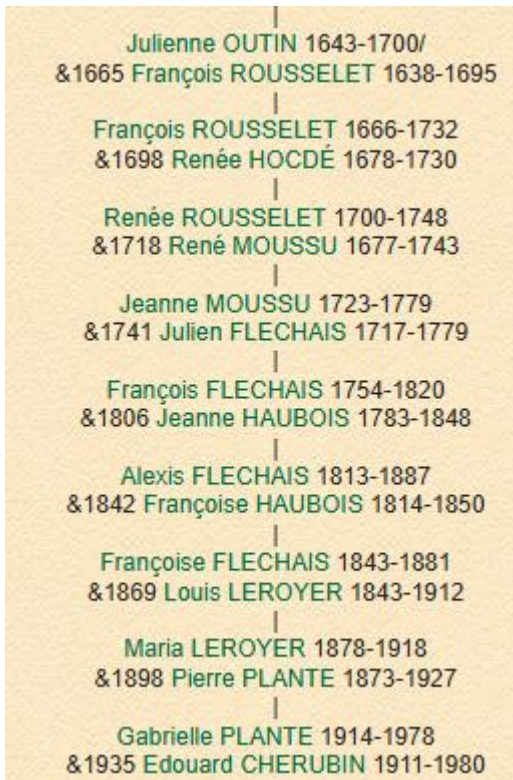 Julienne OUTIN 1643-1700/
&1665 François ROUSSELET 1638-1695
|
François ROUSSELET 1666-1732
&1698 Renée HOCDÉ 1678-1730
|
Renée ROUSSELET 1700-1748
&1718 René MOUSSU 1677-1743
|
Jeanne MOUSSU 1723-1779
&1741 Julien FLECHAIS 1717-1779
|
François FLECHAIS 1754-1820
&1806 Jeanne HAUBOIS 1783-1848
|
Alexis FLECHAIS 1813-1887
&1842 Françoise HAUBOIS 1814-1850
|
Françoise FLECHAIS 1843-1881
&1869 Louis LEROYER 1843-1912
|
Maria LEROYER 1878-1918
&1898 Pierre PLANTE 1873-1927
|
Gabrielle PLANTE 1914-1978
&1935 Edouard CHERUBIN 1911-1980